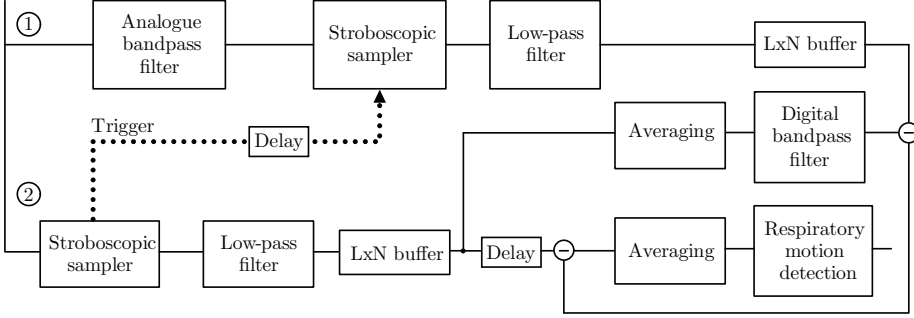 1
Analogue
bandpass
filter
Stroboscopic
sampler
Low-pass
filter
LxN buffer
Trigger
Delay
Averaging
Digital
bandpass
filter
2
Stroboscopic
sampler
Low-pass
filter
LxN buffer
Delay
Averaging
Respiratory
motion
detection